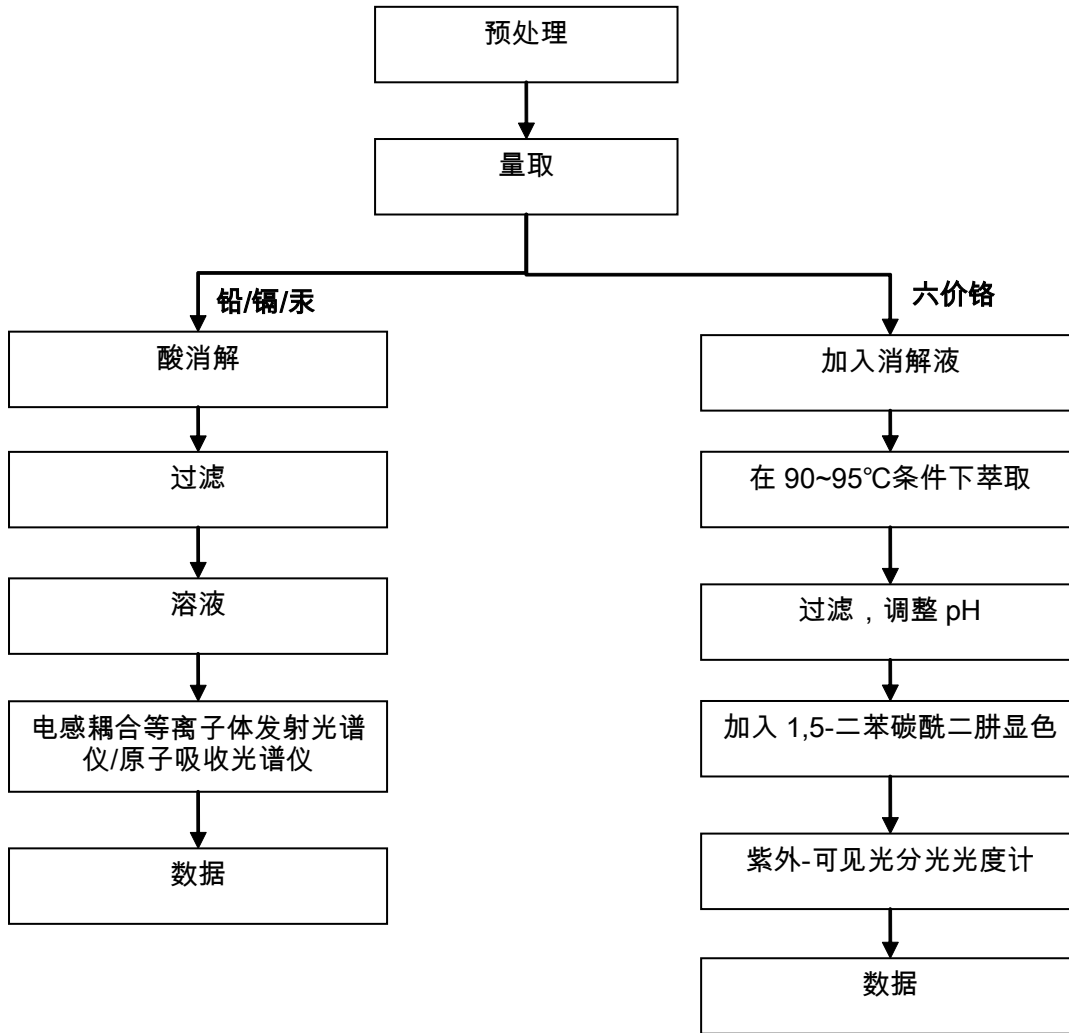 预处理
量取
铅/镉/汞
酸消解
过滤
溶液
电感耦合等离子体发射光谱
仪/原子吸收光谱仪
数据
六价铬
加入消解液
在 90~95℃条件下萃取
过滤，调整 pH
加入 1,5-二苯碳酰二肼显色
紫外-可见光分光光度计
数据